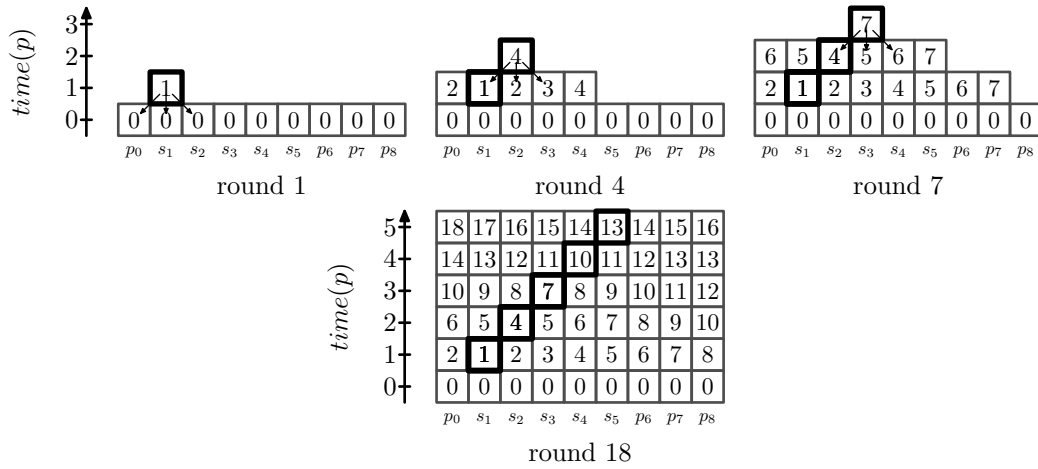 time(p)
3
2
1
0
1
0 0 0 0 0 0 0 0 0
p0 s1 s2 s3 s4 s5 p6 p7 p8
round 1
4
2 1 2 3 4
0 0 0 0 0 0 0 0 0
p0 s1 s2 s3 s4 s5 p6 p7 p8
round 4
7
6 5 4 5 6 7
2 1 2 3 4 5 6 7
0 0 0 0 0 0 0 0 0
p0 s1 s2 s3 s4 s5 p6 p7 p8
round 7
time(p)
5 18 17 16 15 14 13 14 15 16
4 14 13 12 11 10 11 12 13 13
3 10 9 8 7 8 9 10 11 12
2 6 5 4 5 6 7 8 9 10
1 2 1 2 3 4 5 6 7 8
0 0 0 0 0 0 0 0 0 0
p0 s1 s2 s3 s4 s5 p6 p7 p8
round 18